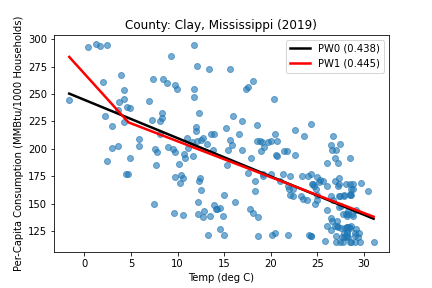 County: Clay, Mississippi (2019)
PW0 (0.438)
PW1 (0.445)
Per-Capita Consumption (MMBtu/1000 Households)
300
275
250
225
200
175
150
125
0 5 10 15 20 25 30
Temp (deg C)